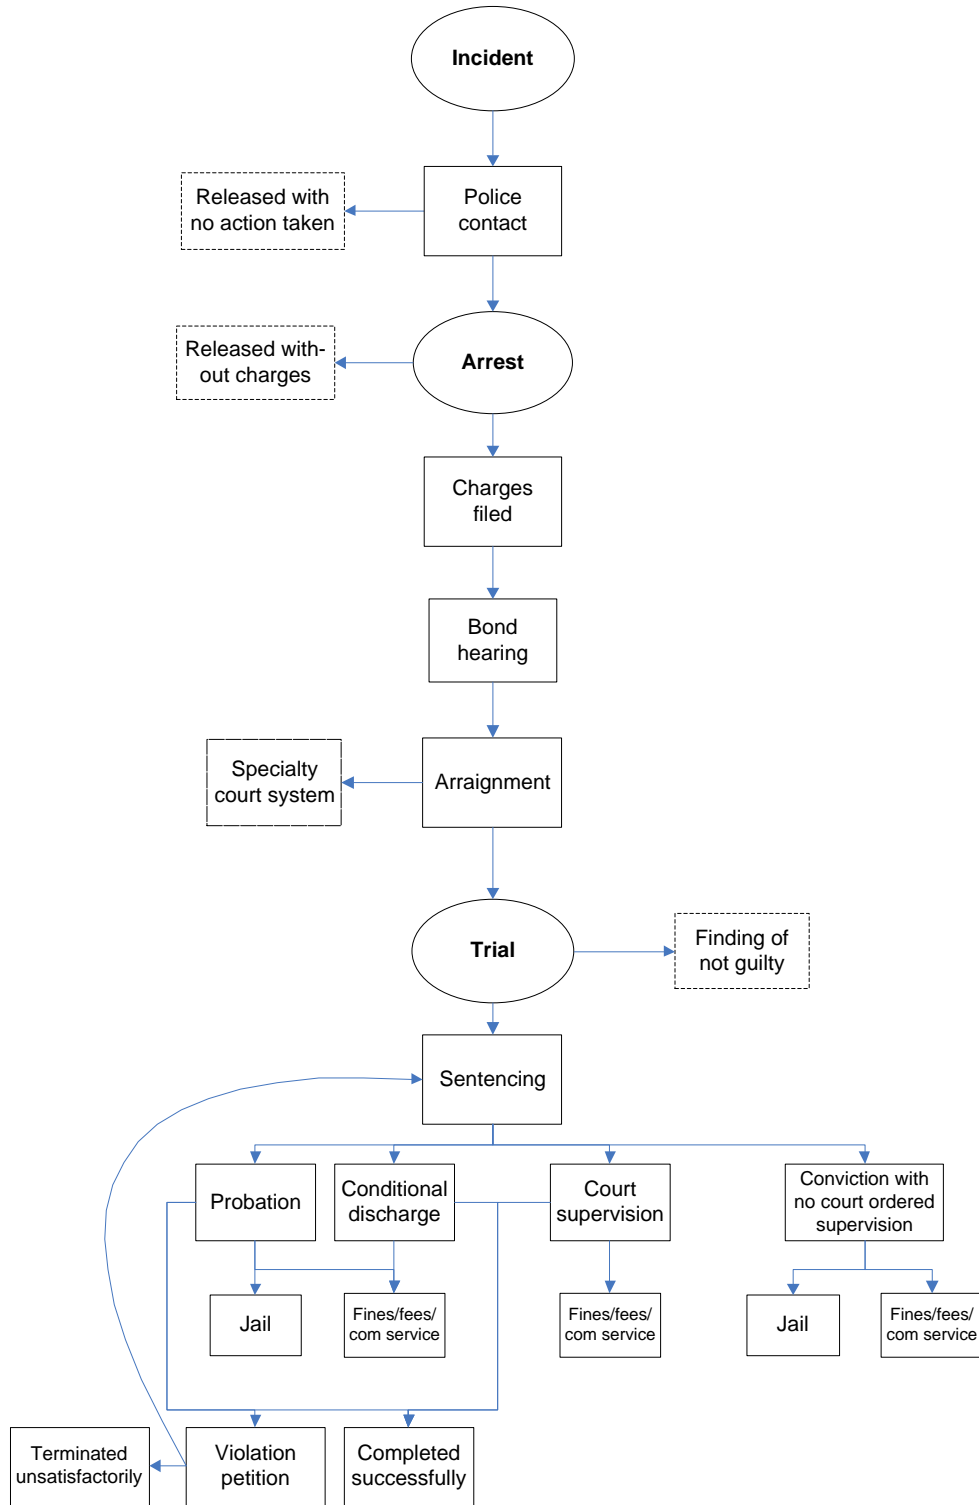 Incident
Released with
no action taken
Police
contact
Released with-
out charges
Arrest
Charges
filed
Bond
hearing
Specialty
court system
Arraignment
Trial
Finding of
not guilty
Sentencing
Probation
Conditional
discharge
Court
supervision
Conviction with
no court ordered
supervision
Jail
Fines/fees/
com service
Fines/fees/
com service
Jail
Fines/fees/
com service
Terminated
unsatisfactorily
Violation
petition
Completed
successfully